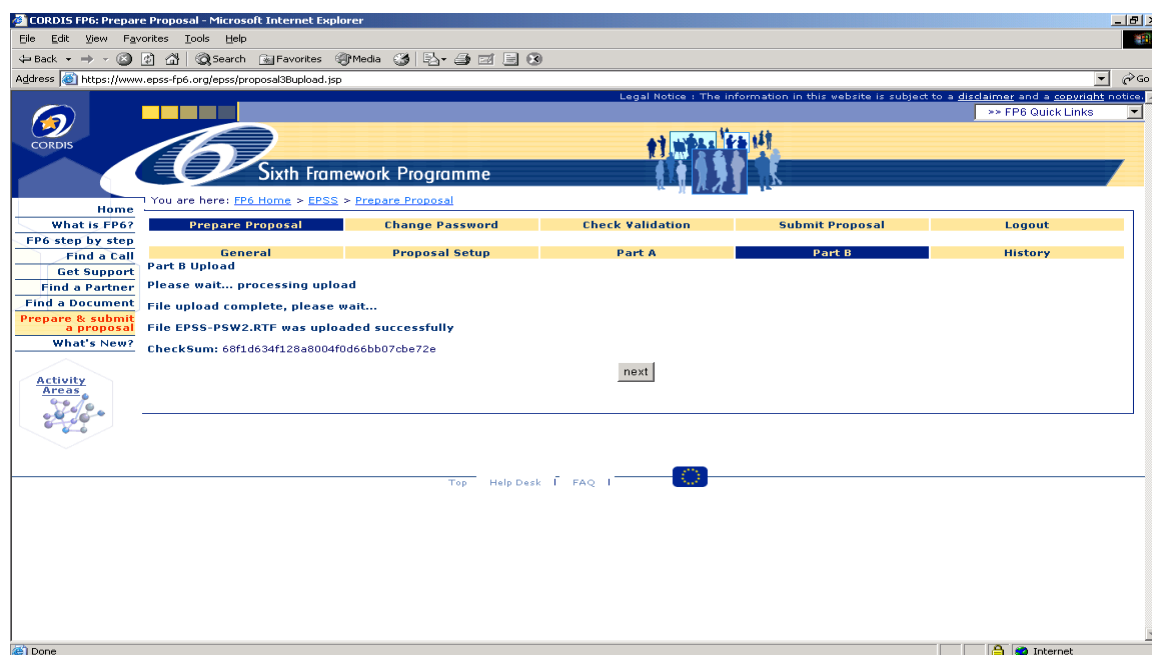 CORDIS FP6: Prepare Proposal - Microsoft Internet Explorer
File Edit View Favorites Tools Help
Back Search Favorites Media
Address https://www.epss-fp6.org/epss/proposal3Bupload.jsp Go
Legal Notice : The information in this website is subject to a disclaimer and a copyright notice.
>> FP6 Quick Links
CORDIS
6
Sixth Framework Programme
You are here: FP6 Home > EPSS > Prepare Proposal
Home
What is FP6?
FP6 step by step
Find a Call
Get Support
Find a Partner
Find a Document
Prepare & submit
a proposal
What's New?
Activity
Areas
Prepare Proposal Change Password Check Validation Submit Proposal Logout
General Proposal Setup Part A Part B History
Part B Upload
Please wait... processing upload
File upload complete, please wait...
File EPSS-PSW2.RTF was uploaded successfully
CheckSum: 68f1d634f128a8004f0d66bb07cbe72e
next
Top Help Desk FAQ
Done Internet